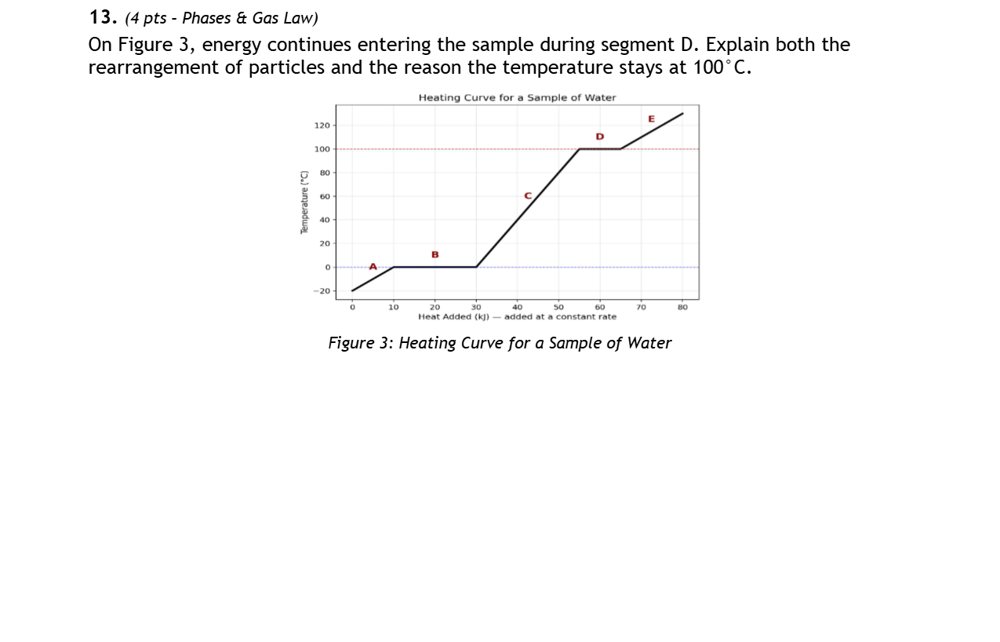 13. (4 pts - Phases & Gas Law)
On Figure 3, energy continues entering the sample during segment D. Explain both the
rearrangement of particles and the reason the temperature stays at 100°C.
Heating Curve for a Sample of Water
Temperature (°C)
120
100
80
60
40
20
0
−20
A
B
C
D
E
0 10 20 30 40 50 60 70 80
Heat Added (kJ) — added at a constant rate
Figure 3: Heating Curve for a Sample of Water